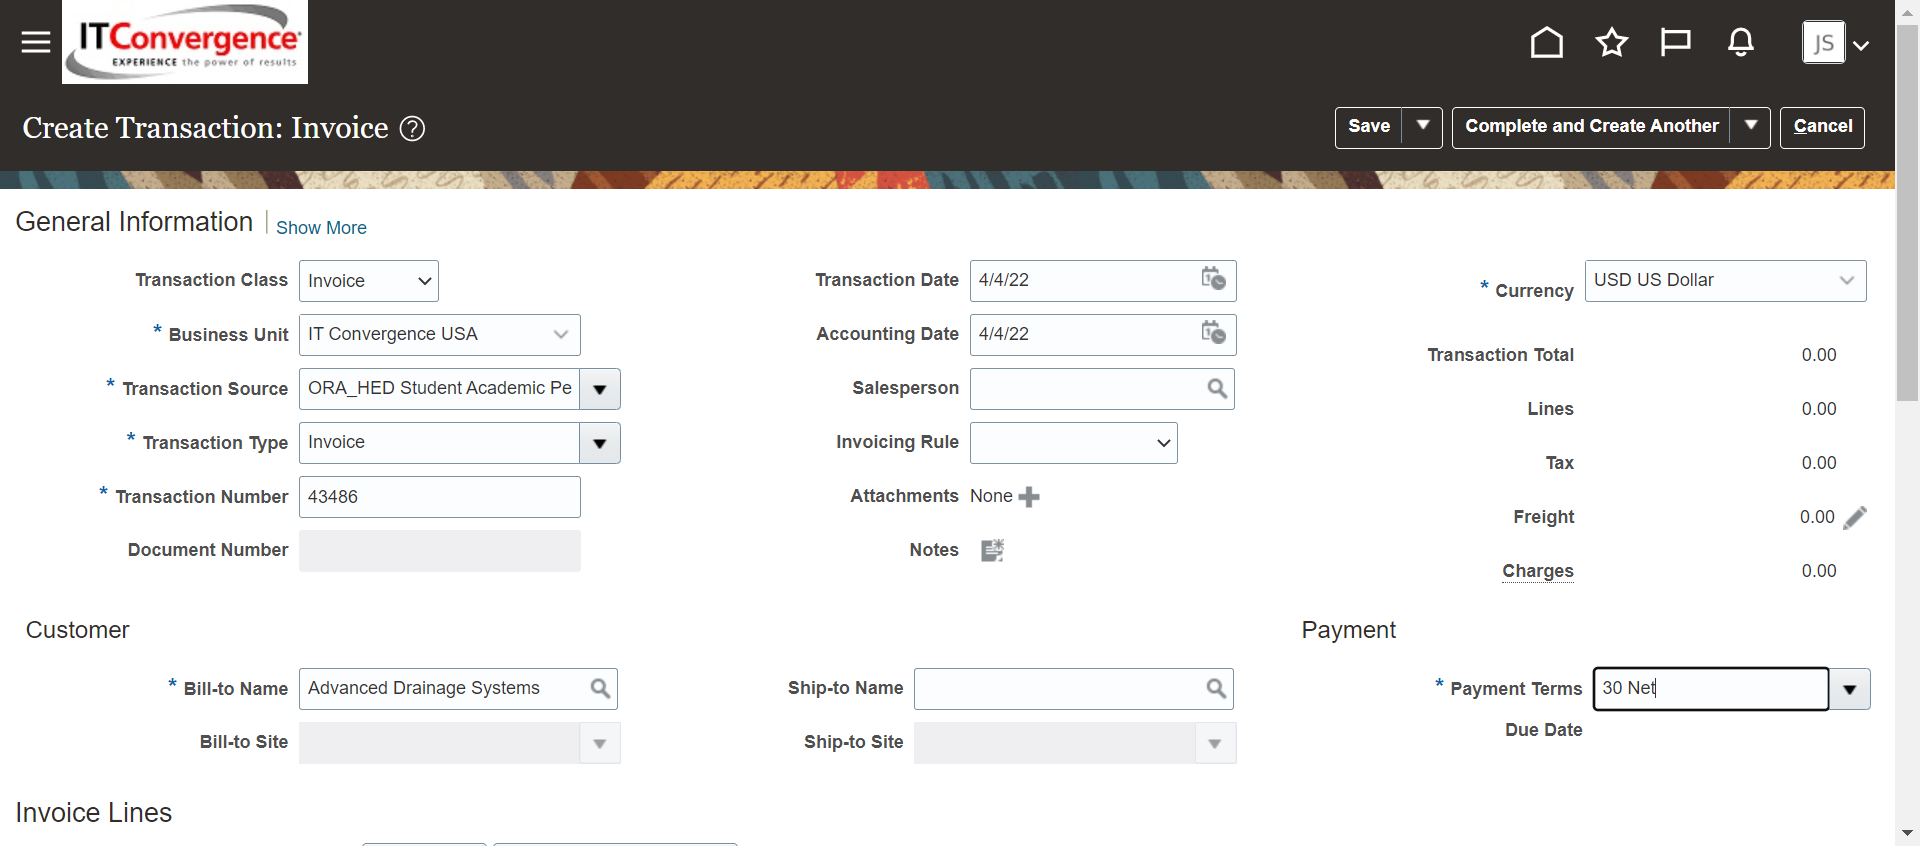 ITConvergence
EXPERIENCE the power of results
JS
Create Transaction: Invoice ?
Save
Complete and Create Another
Cancel
General Information
Show More
Transaction Class
Invoice
* Business Unit
IT Convergence USA
* Transaction Source
ORA_HED Student Academic Pe
* Transaction Type
Invoice
* Transaction Number
43486
Document Number
Transaction Date
4/4/22
Accounting Date
4/4/22
Salesperson
Invoicing Rule
Attachments None
Notes
* Currency
USD US Dollar
Transaction Total 0.00
Lines 0.00
Tax 0.00
Freight 0.00
Charges 0.00
Customer
* Bill-to Name
Advanced Drainage Systems
Bill-to Site
Ship-to Name
Ship-to Site
Payment
* Payment Terms
30 Net
Due Date
Invoice Lines